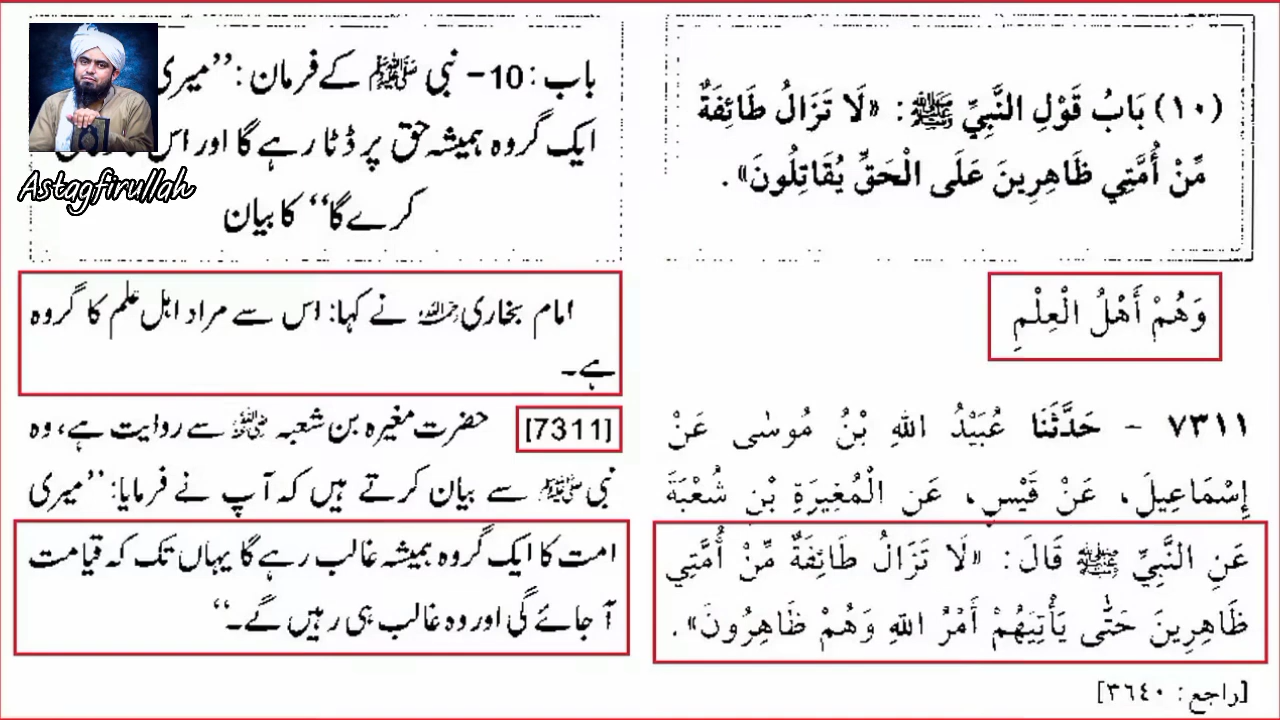 (١٠) بَابُ قَوْلِ النَّبِيِّ ﷺ: «لَا تَزَالُ طَائِفَةٌ
مِّنْ أُمَّتِي ظَاهِرِينَ عَلَى الْحَقِّ يُقَاتِلُونَ».
وَهُمْ أَهْلُ الْعِلْمِ
٧٣١١ - حَدَّثَنَا عُبَيْدُ اللهِ بْنُ مُوسٰى عَنْ
إِسْمَاعِيلَ، عَنْ قَيْسٍ، عَنِ الْمُغِيرَةِ بْنِ شُعْبَةَ
عَنِ النَّبِيِّ ﷺ قَالَ: «لَا تَزَالُ طَائِفَةٌ مِّنْ أُمَّتِي
ظَاهِرِينَ حَتّٰى يَأْتِيَهُمْ أَمْرُ اللهِ وَهُمْ ظَاهِرُونَ».
[راجع: ٣٦٤٠]
باب: 10- نبی ﷺ کے فرمان: ’’میری
ایک گروہ ہمیشہ حق پر ڈٹا رہے گا اور اس
کرے گا‘‘ کا بیان
امام بخاری رحمہ اللہ نے کہا: اس سے مراد اہل علم کا گروہ
ہے۔
[7311] حضرت مغیرہ بن شعبہ رضی اللہ عنہ سے روایت ہے، وہ
نبی ﷺ سے بیان کرتے ہیں کہ آپ نے فرمایا: ’’میری
امت کا ایک گروہ ہمیشہ غالب رہے گا یہاں تک کہ قیامت
آ جائے گی اور وہ غالب ہی رہیں گے۔‘‘
Astagfirullah